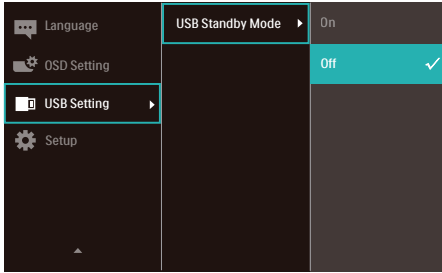 Language
OSD Setting
USB Setting
Setup
USB Standby Mode
On
Off